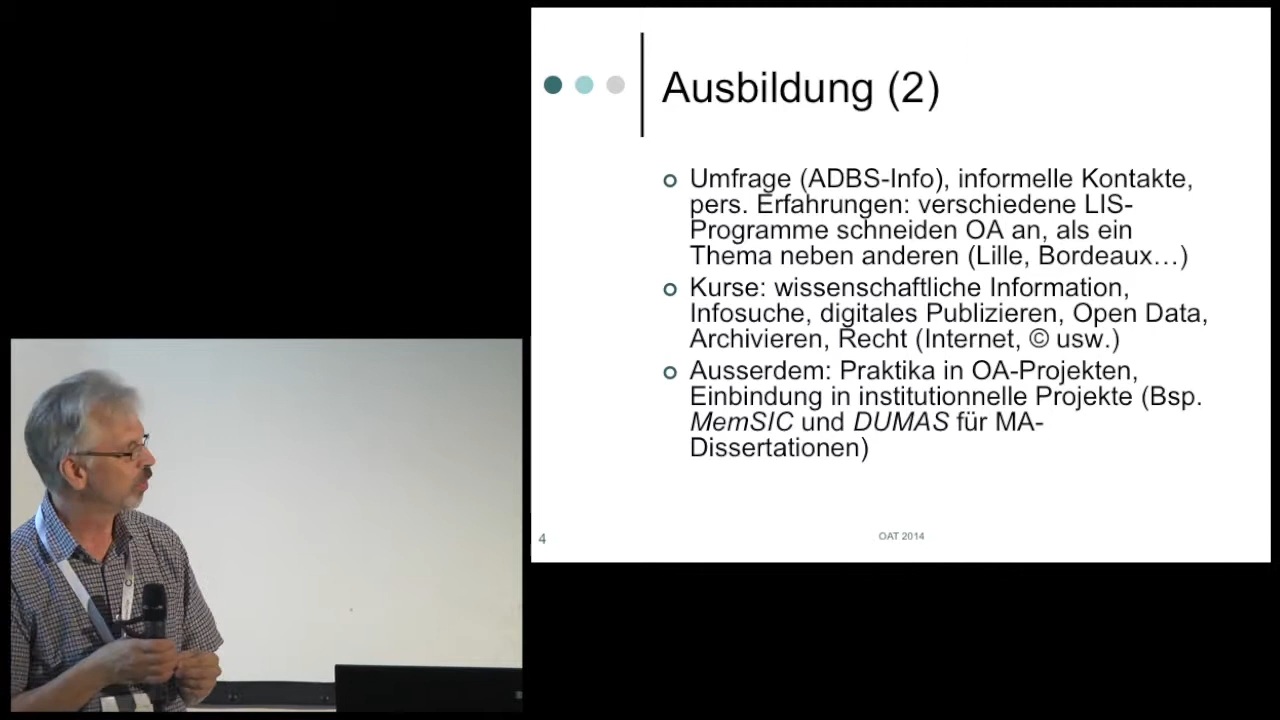 Ausbildung (2)
Umfrage (ADBS-Info), informelle Kontakte,
pers. Erfahrungen: verschiedene LIS-
Programme schneiden OA an, als ein
Thema neben anderen (Lille, Bordeaux…)
Kurse: wissenschaftliche Information,
Infosuche, digitales Publizieren, Open Data,
Archivieren, Recht (Internet, © usw.)
Ausserdem: Praktika in OA-Projekten,
Einbindung in institutionnelle Projekte (Bsp.
MemSIC und DUMAS für MA-
Dissertationen)
4
OAT 2014